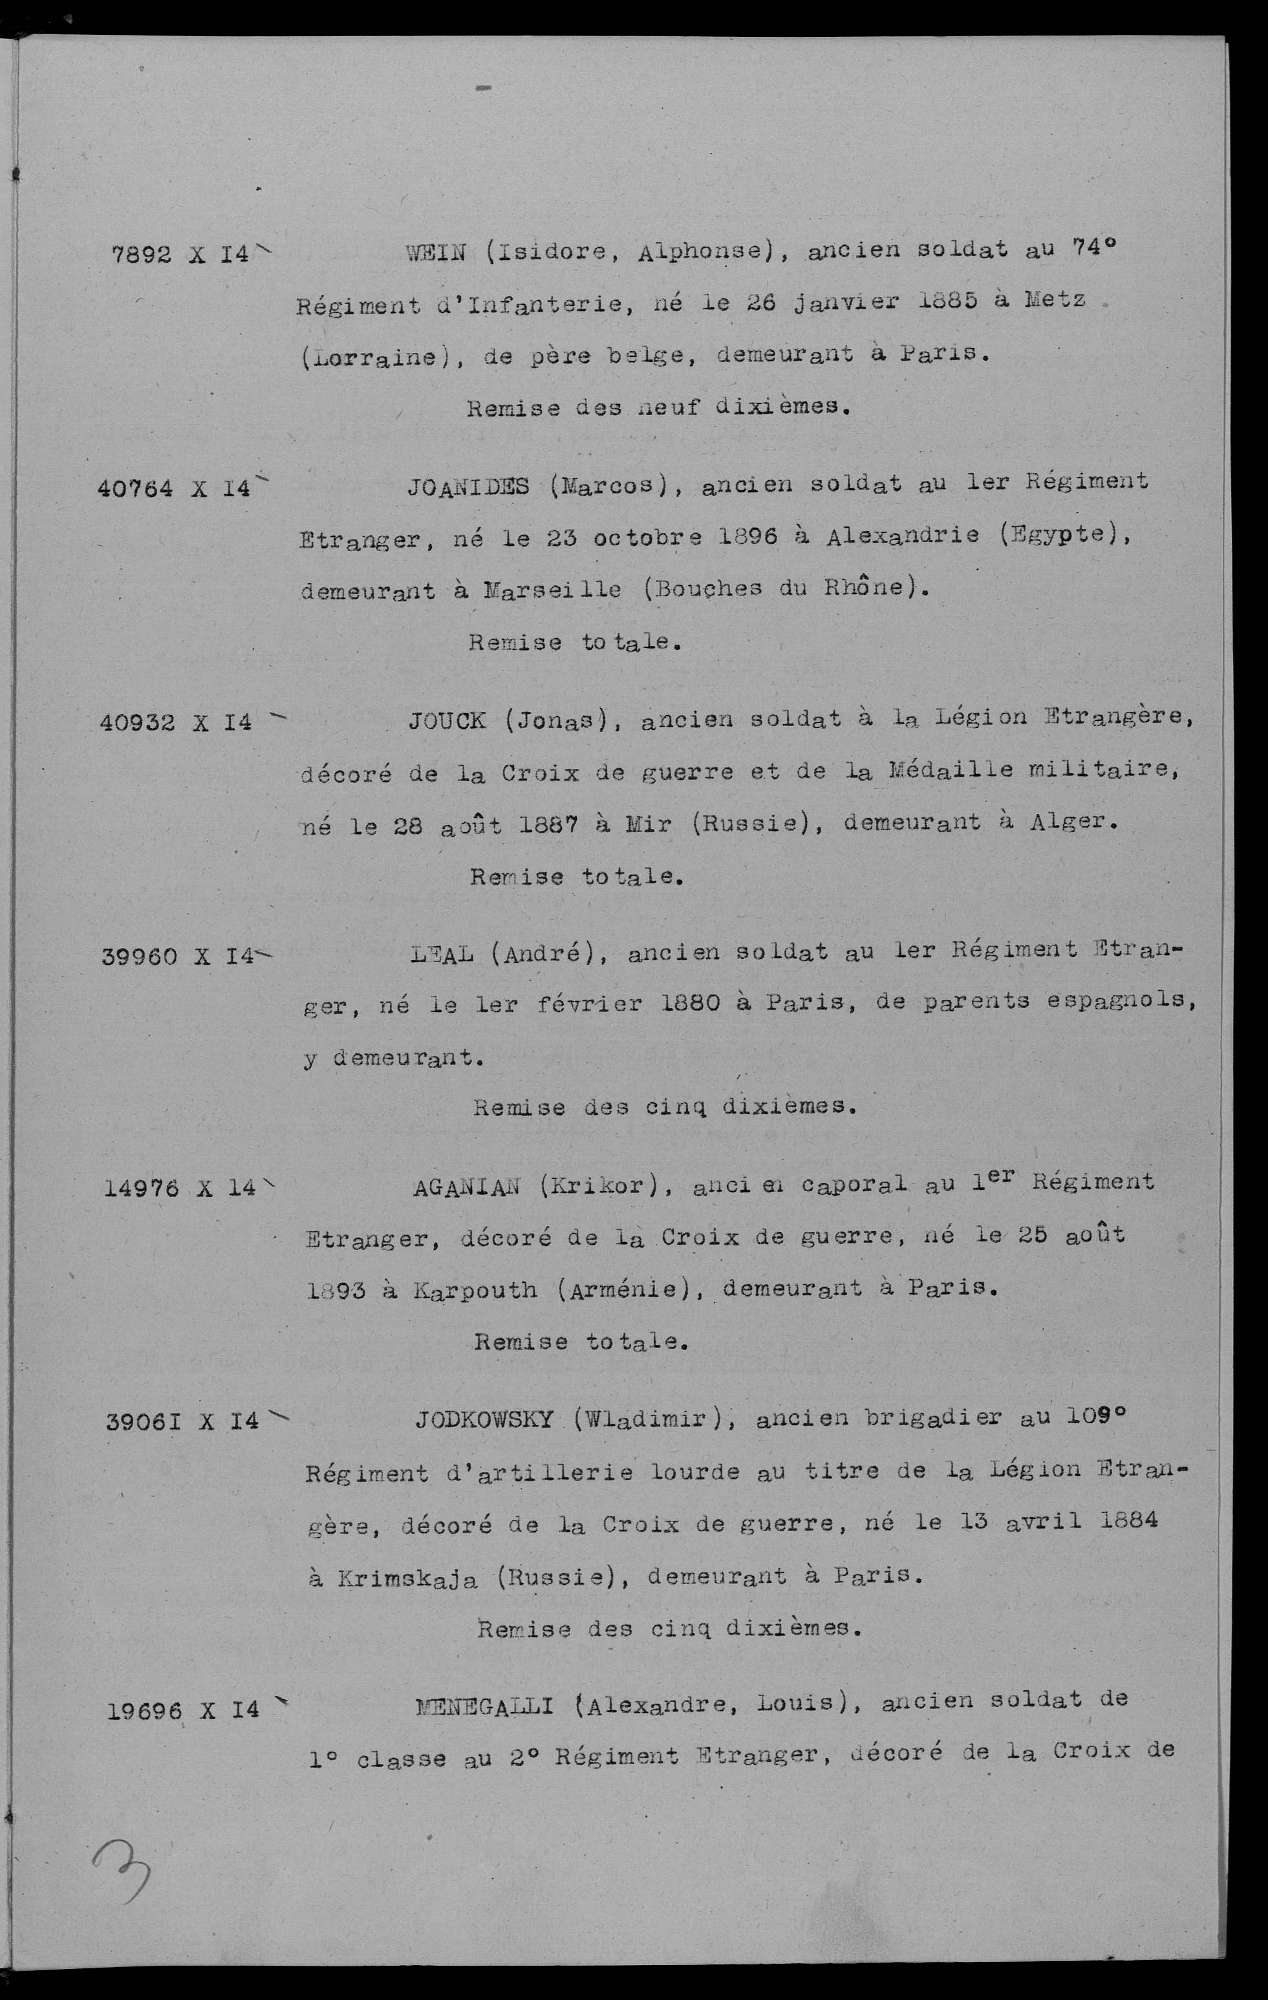 7892 X I4 WEIN (Isidore, Alphonse), ancien soldat au 74°
Régiment d'Infanterie, né le 26 janvier 1885 à Metz
(Lorraine), de père belge, demeurant à Paris.
Remise des neuf dixièmes.
40764 X I4 JOANIDES (Marcos), ancien soldat au 1er Régiment
Etranger, né le 23 octobre 1896 à Alexandrie (Egypte),
demeurant à Marseille (Bouches du Rhône).
Remise totale.
40932 X I4 JOUCK (Jonas), ancien soldat à la Légion Etrangère,
décoré de la Croix de guerre et de la Médaille militaire,
né le 28 août 1887 à Mir (Russie), demeurant à Alger.
Remise totale.
39960 X I4 LEAL (André), ancien soldat au 1er Régiment Etran-
ger, né le 1er février 1880 à Paris, de parents espagnols,
y demeurant.
Remise des cinq dixièmes.
14976 X 14 AGANIAN (Krikor), ancien caporal au 1er Régiment
Etranger, décoré de la Croix de guerre, né le 25 août
1893 à Karpouth (Arménie), demeurant à Paris.
Remise totale.
3906I X I4 JODKOWSKY (Wladimir), ancien brigadier au 109°
Régiment d'artillerie lourde au titre de la Légion Etran-
gère, décoré de la Croix de guerre, né le 13 avril 1884
à Krimskaja (Russie), demeurant à Paris.
Remise des cinq dixièmes.
19696 X I4 MENEGALLI (Alexandre, Louis), ancien soldat de
1° classe au 2° Régiment Etranger, décoré de la Croix de
3